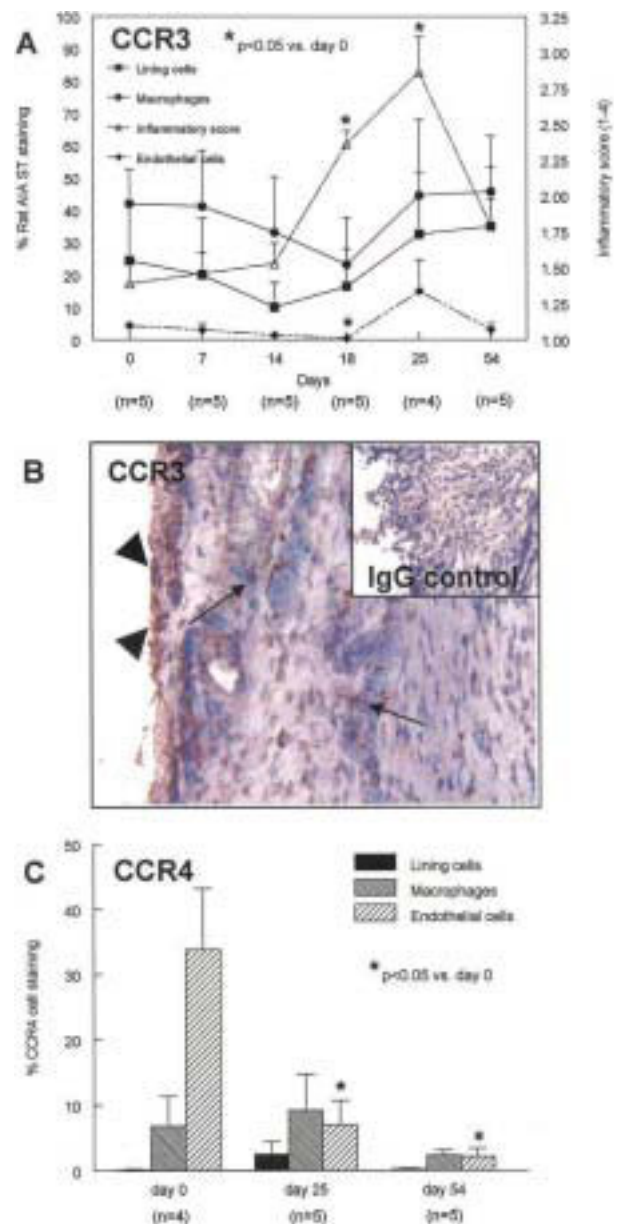 A
CCR3
* p<0.05 vs. day 0
Lining cells
Macrophages
Inflammatory score
Endothelial cells
% Rat AIA ST staining
100
90
80
70
60
50
40
30
20
10
0
Inflammatory score (1-4)
3.25
3.00
2.75
2.50
2.25
2.00
1.75
1.50
1.25
1.00
* * *
0 7 14 18 25 54
Days
(n=5) (n=5) (n=5) (n=5) (n=4) (n=5)
B
CCR3
IgG control
C
CCR4
Lining cells
Macrophages
Endothelial cells
* p<0.05 vs. day 0
% CCR4 cell staining
50
40
30
20
10
0
* *
day 0 day 25 day 54
(n=4) (n=5) (n=5)